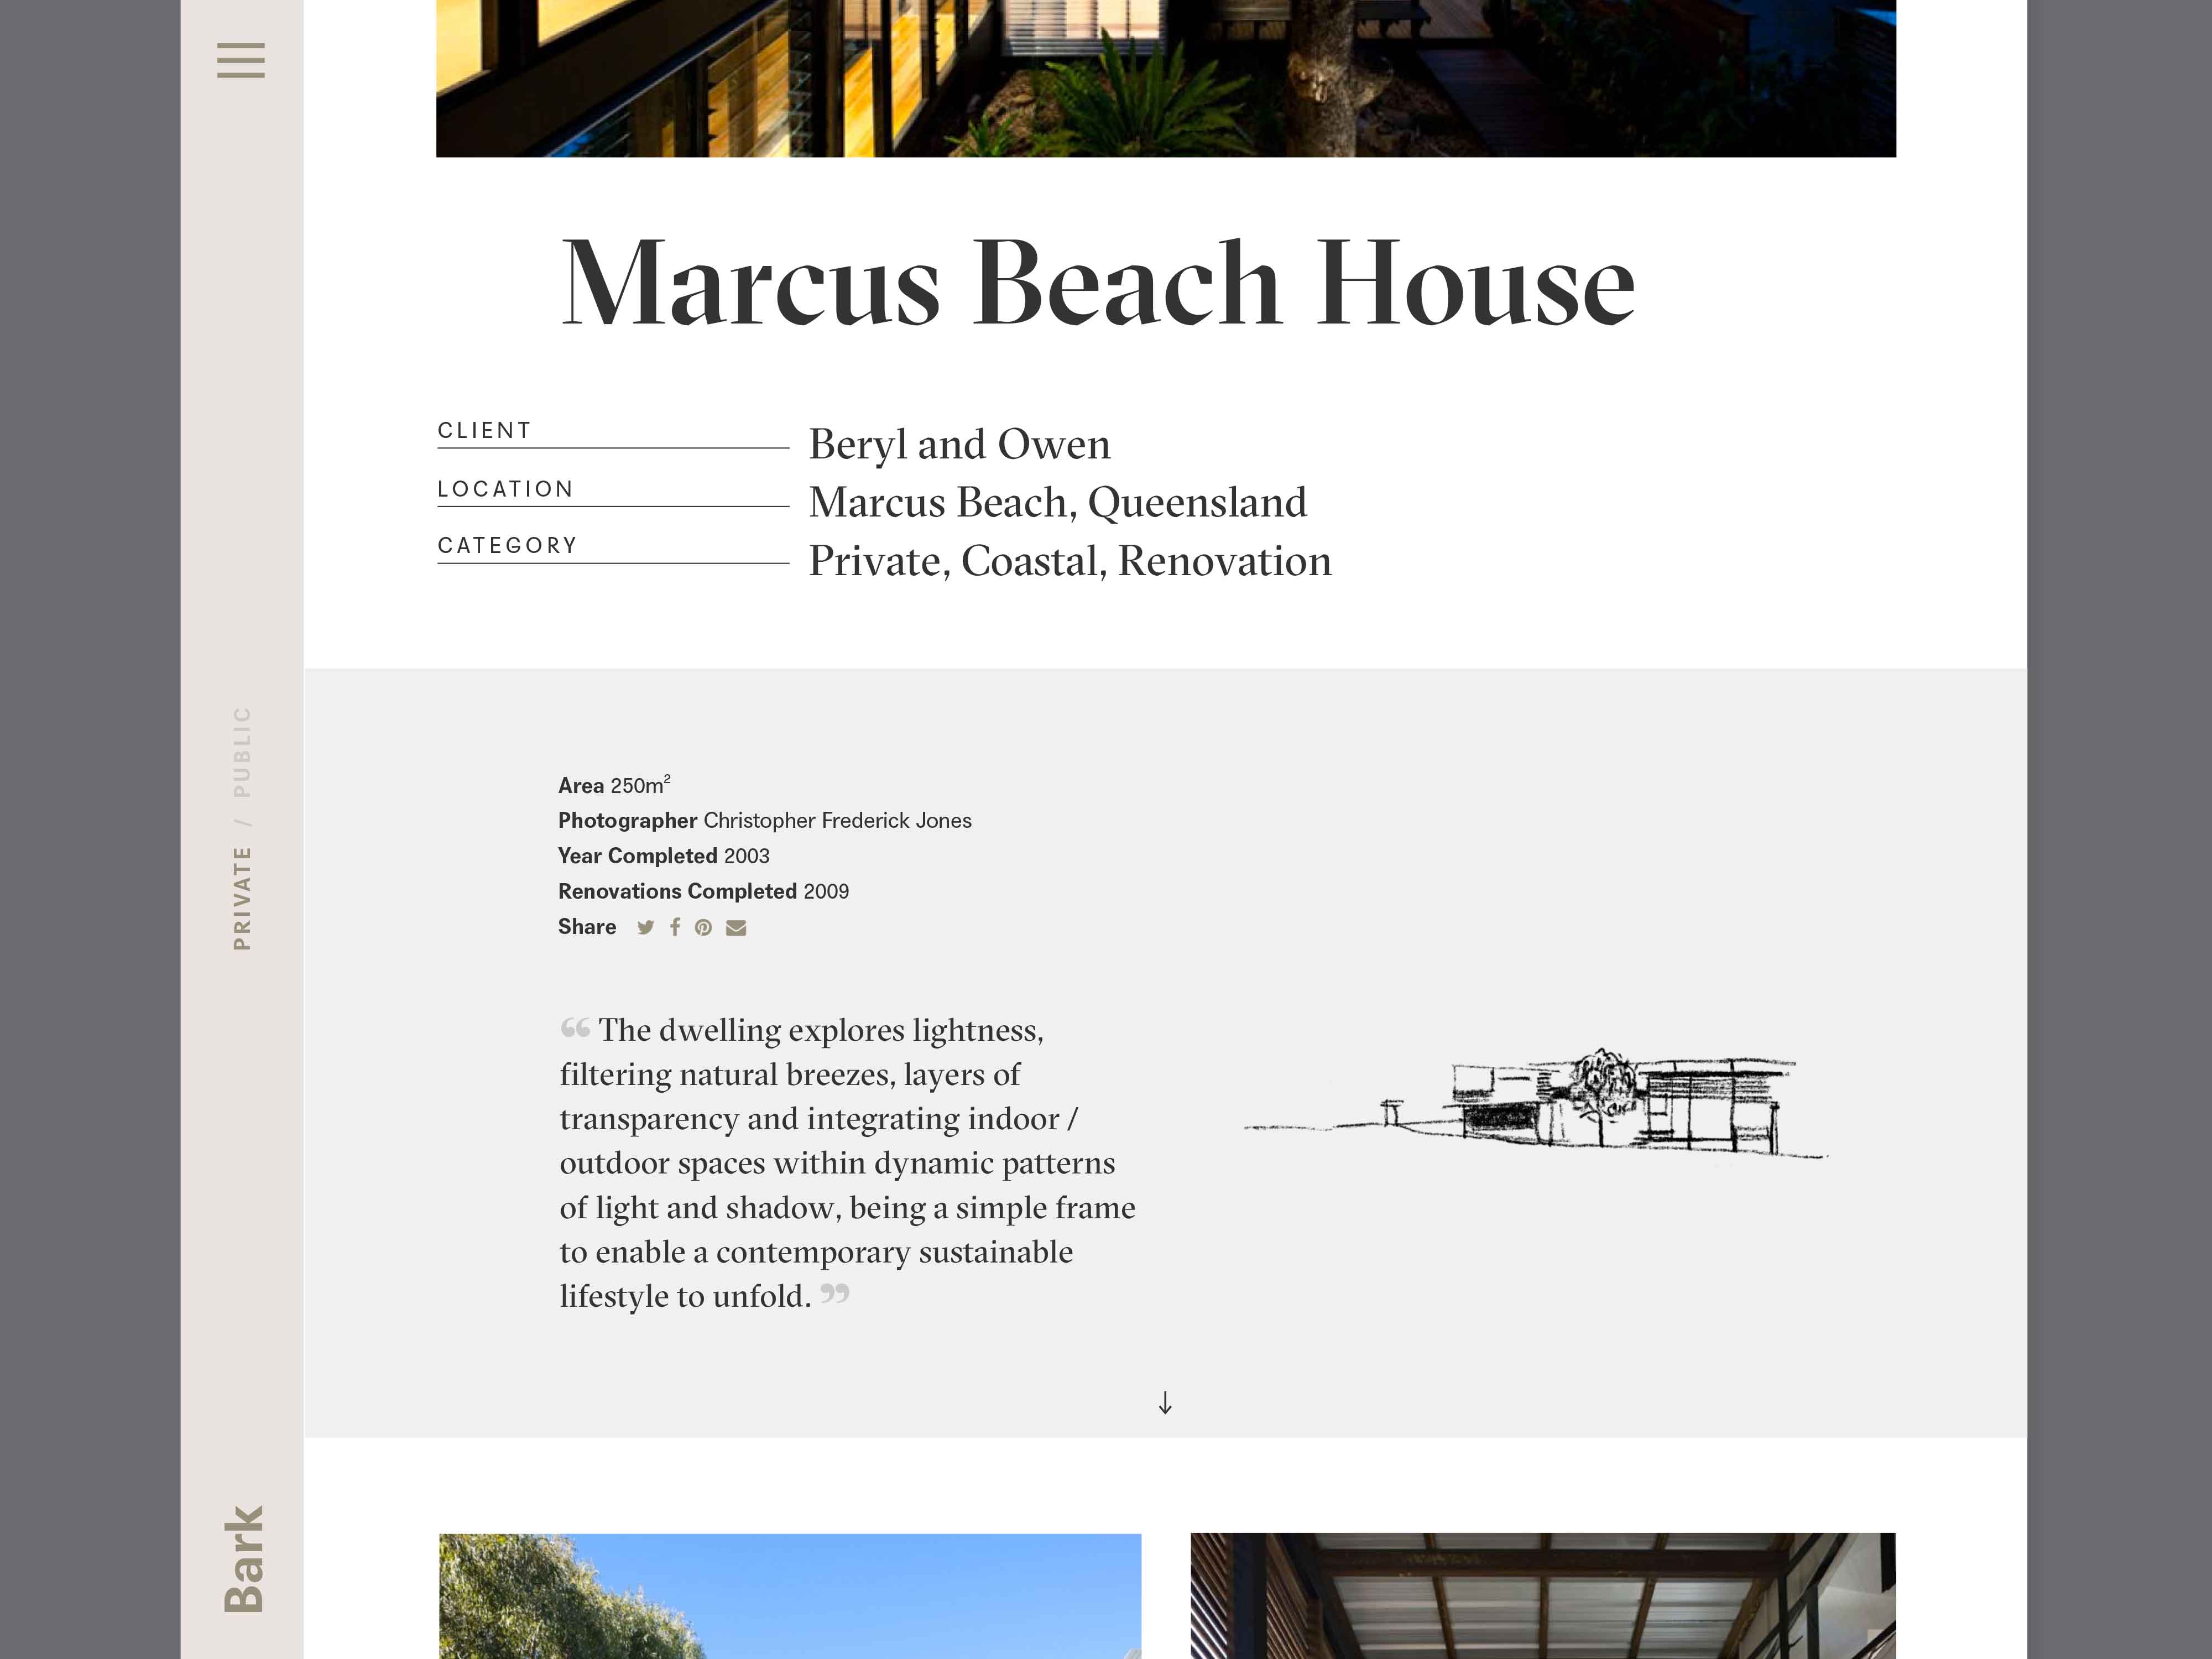 Marcus Beach House
CLIENT
Beryl and Owen
LOCATION
Marcus Beach, Queensland
CATEGORY
Private, Coastal, Renovation
PRIVATE / PUBLIC
Area 250m²
Photographer Christopher Frederick Jones
Year Completed 2003
Renovations Completed 2009
Share
“ The dwelling explores lightness,
filtering natural breezes, layers of
transparency and integrating indoor /
outdoor spaces within dynamic patterns
of light and shadow, being a simple frame
to enable a contemporary sustainable
lifestyle to unfold. ”
Bark